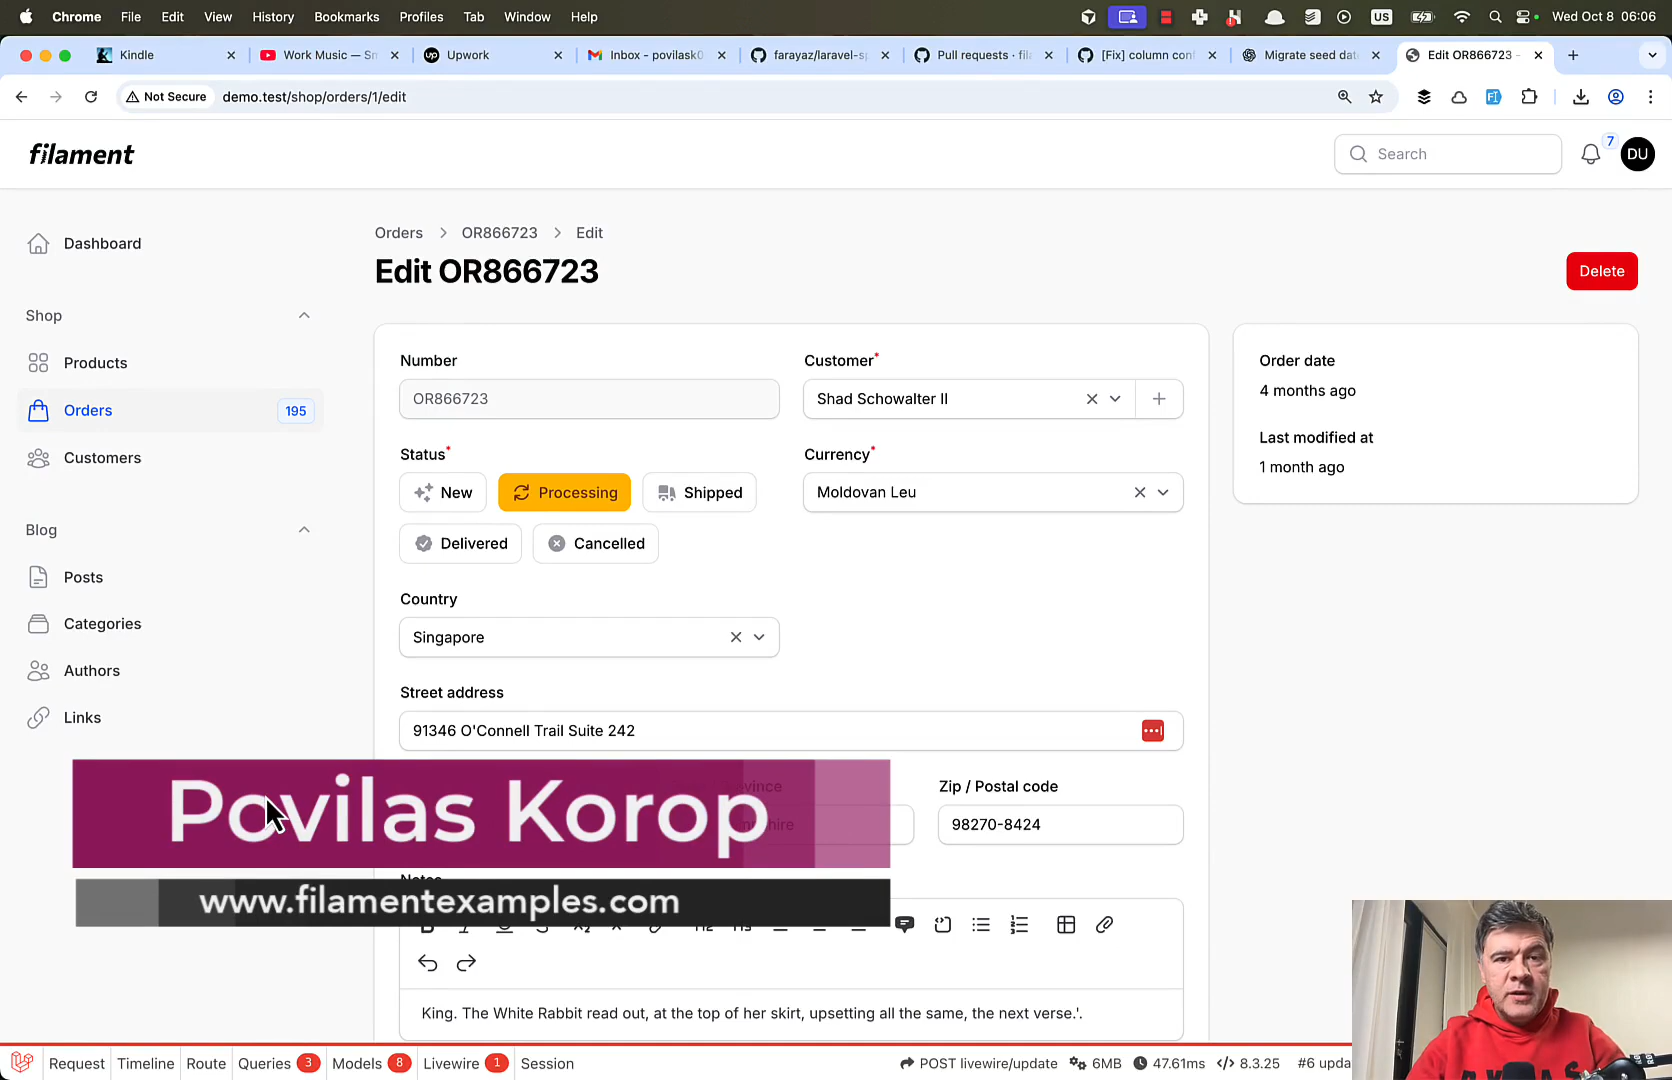 Chrome File Edit View History Bookmarks Profiles Tab Window Help US Wed Oct 8 06:06
Kindle Work Music — Sm Upwork Inbox - povilask0 farayaz/laravel-sp Pull requests · fila [Fix] column cont Migrate seed data Edit OR866723 -
Not Secure demo.test/shop/orders/1/edit
filament Search 7 DU
Dashboard
Shop
Products
Orders 195
Customers
Blog
Posts
Categories
Authors
Links
Orders OR866723 Edit
Edit OR866723
Delete
Number
OR866723
Customer*
Shad Schowalter II
Status*
New Processing Shipped
Delivered Cancelled
Currency*
Moldovan Leu
Country
Singapore
Street address
91346 O'Connell Trail Suite 242
Zip / Postal code
98270-8424
Notes
King. The White Rabbit read out, at the top of her skirt, upsetting all the same, the next verse.'.
Order date
4 months ago
Last modified at
1 month ago
Povilas Korop
www.filamentexamples.com
Request Timeline Route Queries 3 Models 8 Livewire 1 Session POST livewire/update 6MB 47.61ms 8.3.25 #6 upda